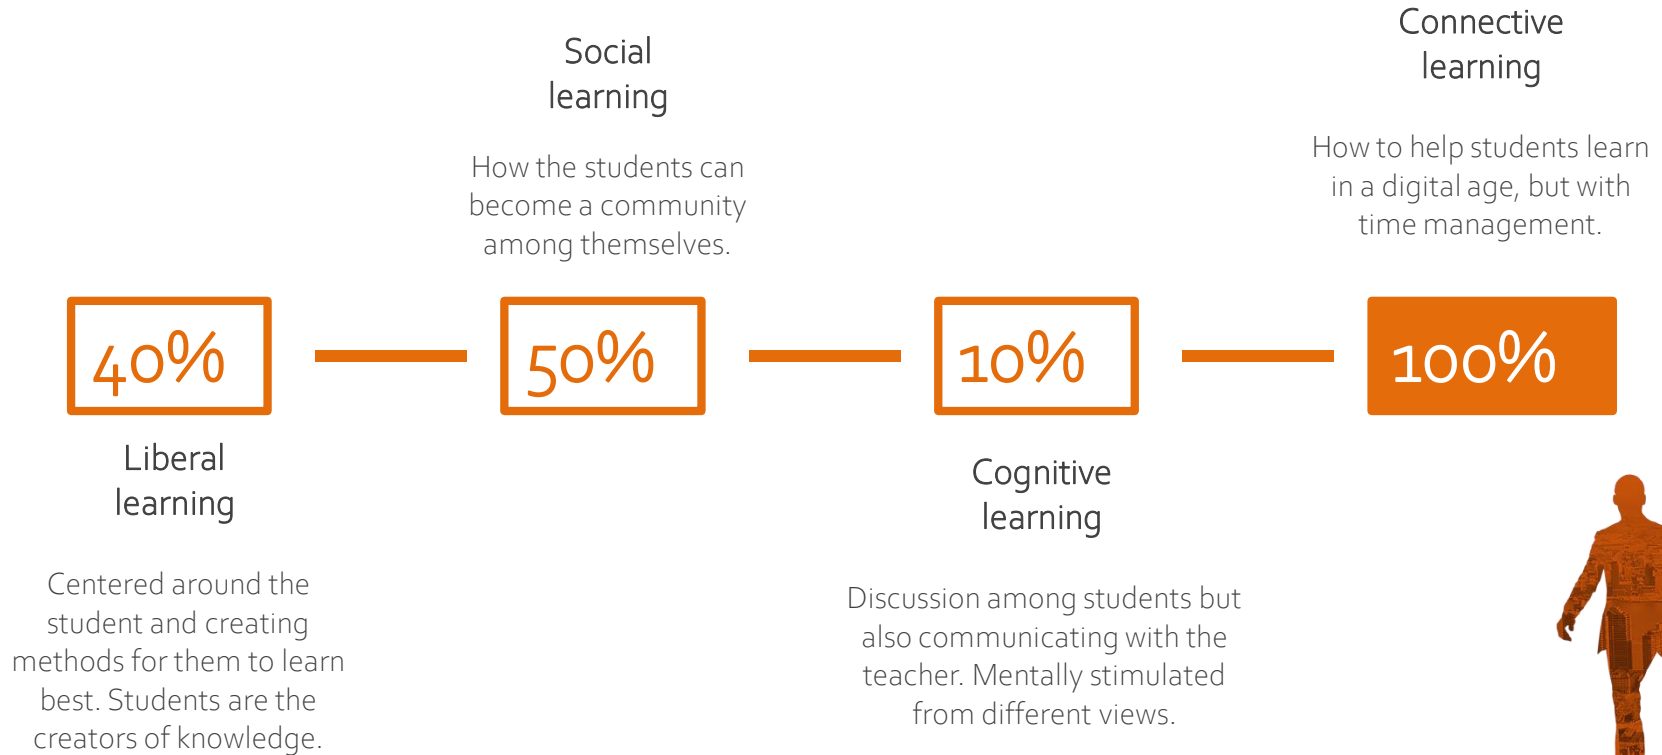 Connective
learning
How to help students learn
in a digital age, but with
time management.
Social
learning
How the students can
become a community
among themselves.
40%
50%
10%
100%
Liberal
learning
Centered around the
student and creating
methods for them to learn
best. Students are the
creators of knowledge.
Cognitive
learning
Discussion among students but
also communicating with the
teacher. Mentally stimulated
from different views.